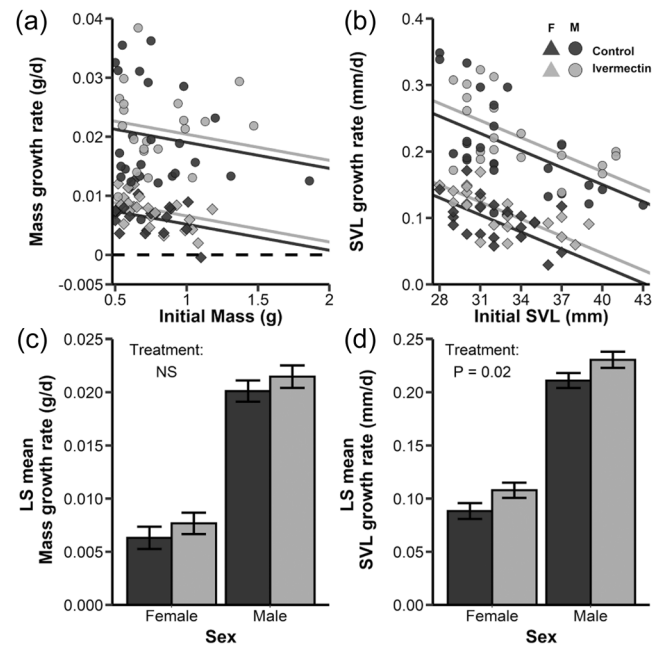 (a)
Mass growth rate (g/d)
0.04
0.03
0.02
0.01
0
-0.005
0.5
1
1.5
2
Initial Mass (g)
(b)
SVL growth rate (mm/d)
0.4
0.3
0.2
0.1
0.0
28
31
34
37
40
43
Initial SVL (mm)
F M
Control
Ivermectin
(c)
LS mean
Mass growth rate (g/d)
0.025
0.020
0.015
0.010
0.005
0.000
Treatment:
NS
Female
Male
Sex
(d)
LS mean
SVL growth rate (mm/d)
0.25
0.20
0.15
0.10
0.05
0.00
Treatment:
P = 0.02
Female
Male
Sex